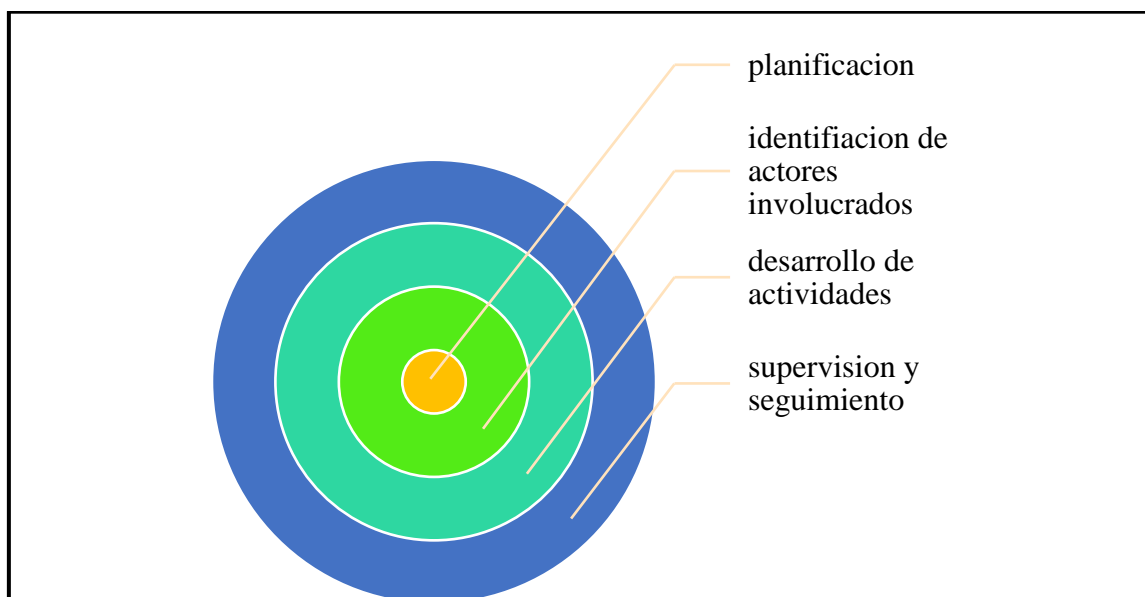 planificacion
identifiacion de
actores
involucrados
desarrollo de
actividades
supervision y
seguimiento